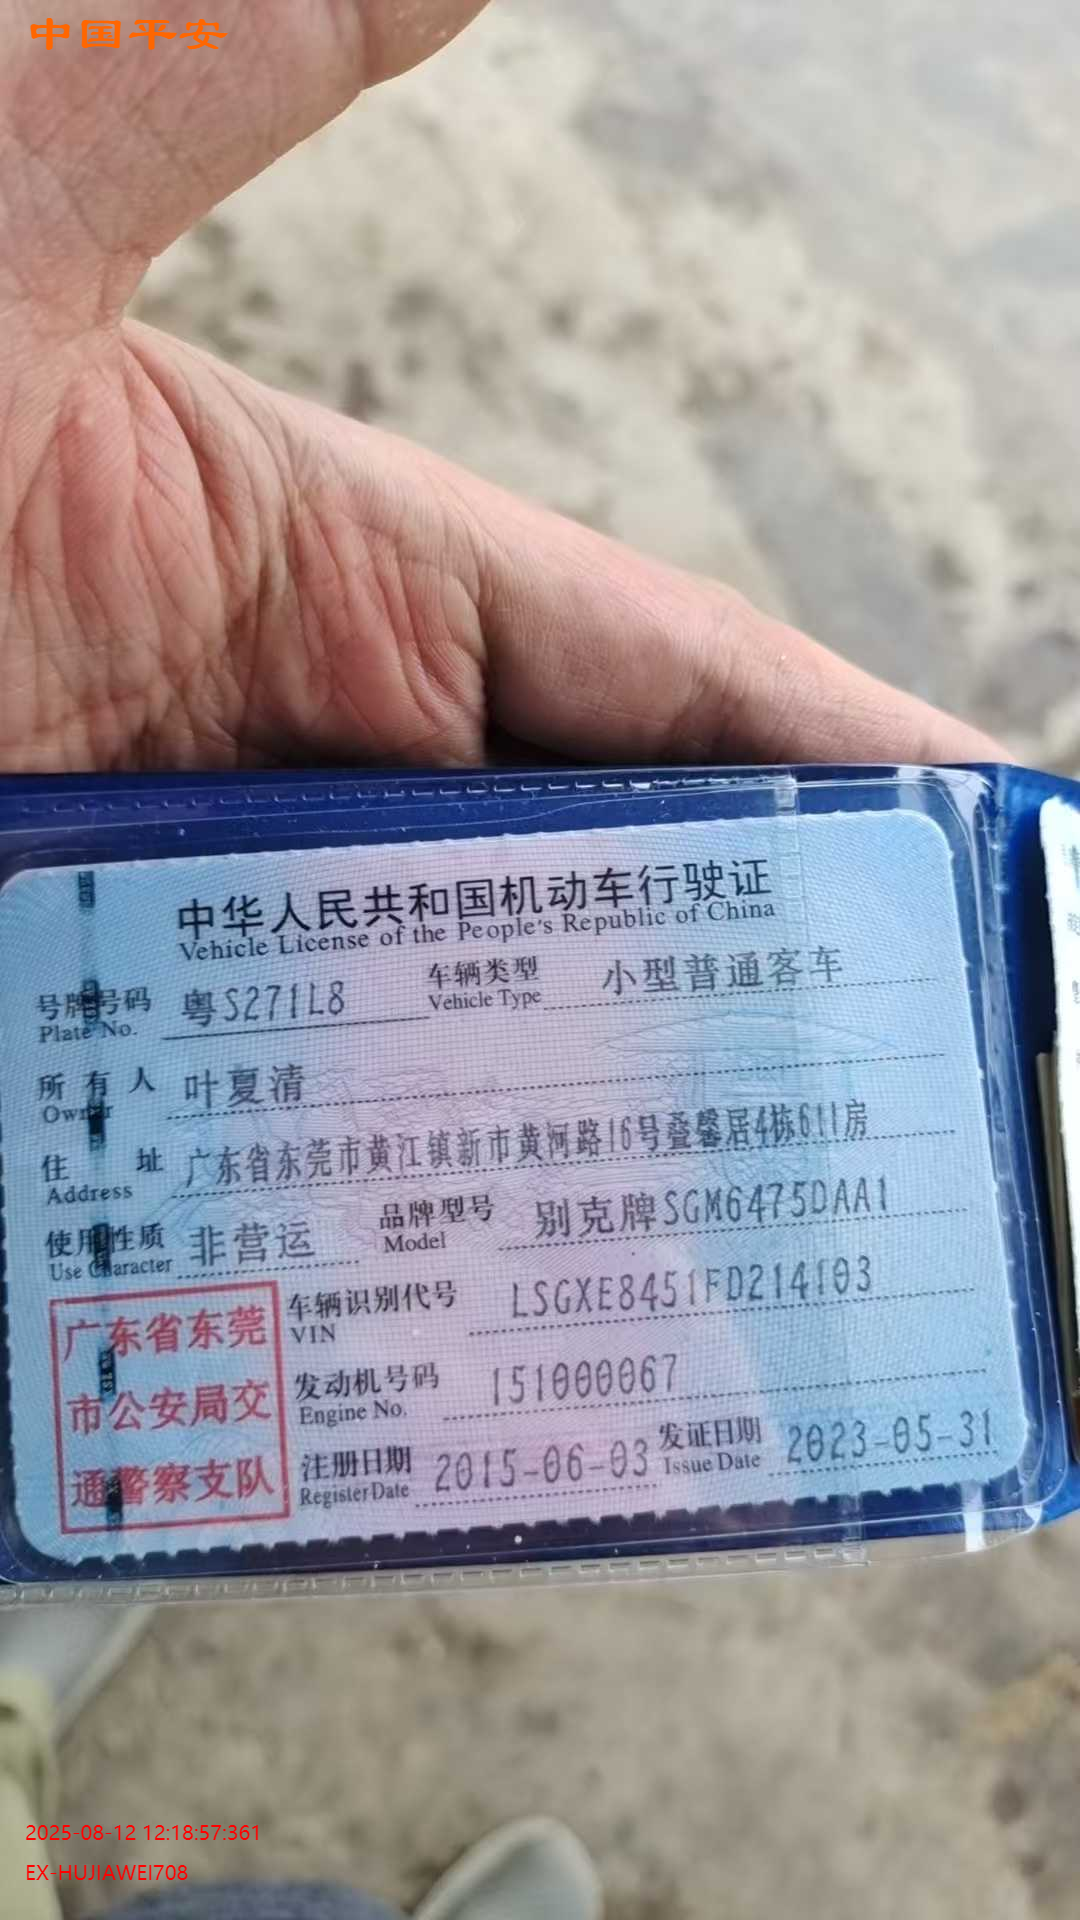 中国平安
中华人民共和国机动车行驶证
Vehicle License of the People's Republic of China
号牌号码 粤S271L8 车辆类型 小型普通客车
Plate No. Vehicle Type
所有人 叶夏清
Owner
住址 广东省东莞市黄江镇新市黄河路16号叠馨居4栋611房
Address
使用性质 非营运 品牌型号 别克牌SGM6475DAA1
Use Character Model
车辆识别代号 LSGXE8451FD214103
VIN
发动机号码 151000067
Engine No.
注册日期 2015-06-03 发证日期 2023-05-31
Register Date Issue Date
广东省东莞
市公安局交
通警察支队
2025-08-12 12:18:57:361
EX-HUJIAWEI708